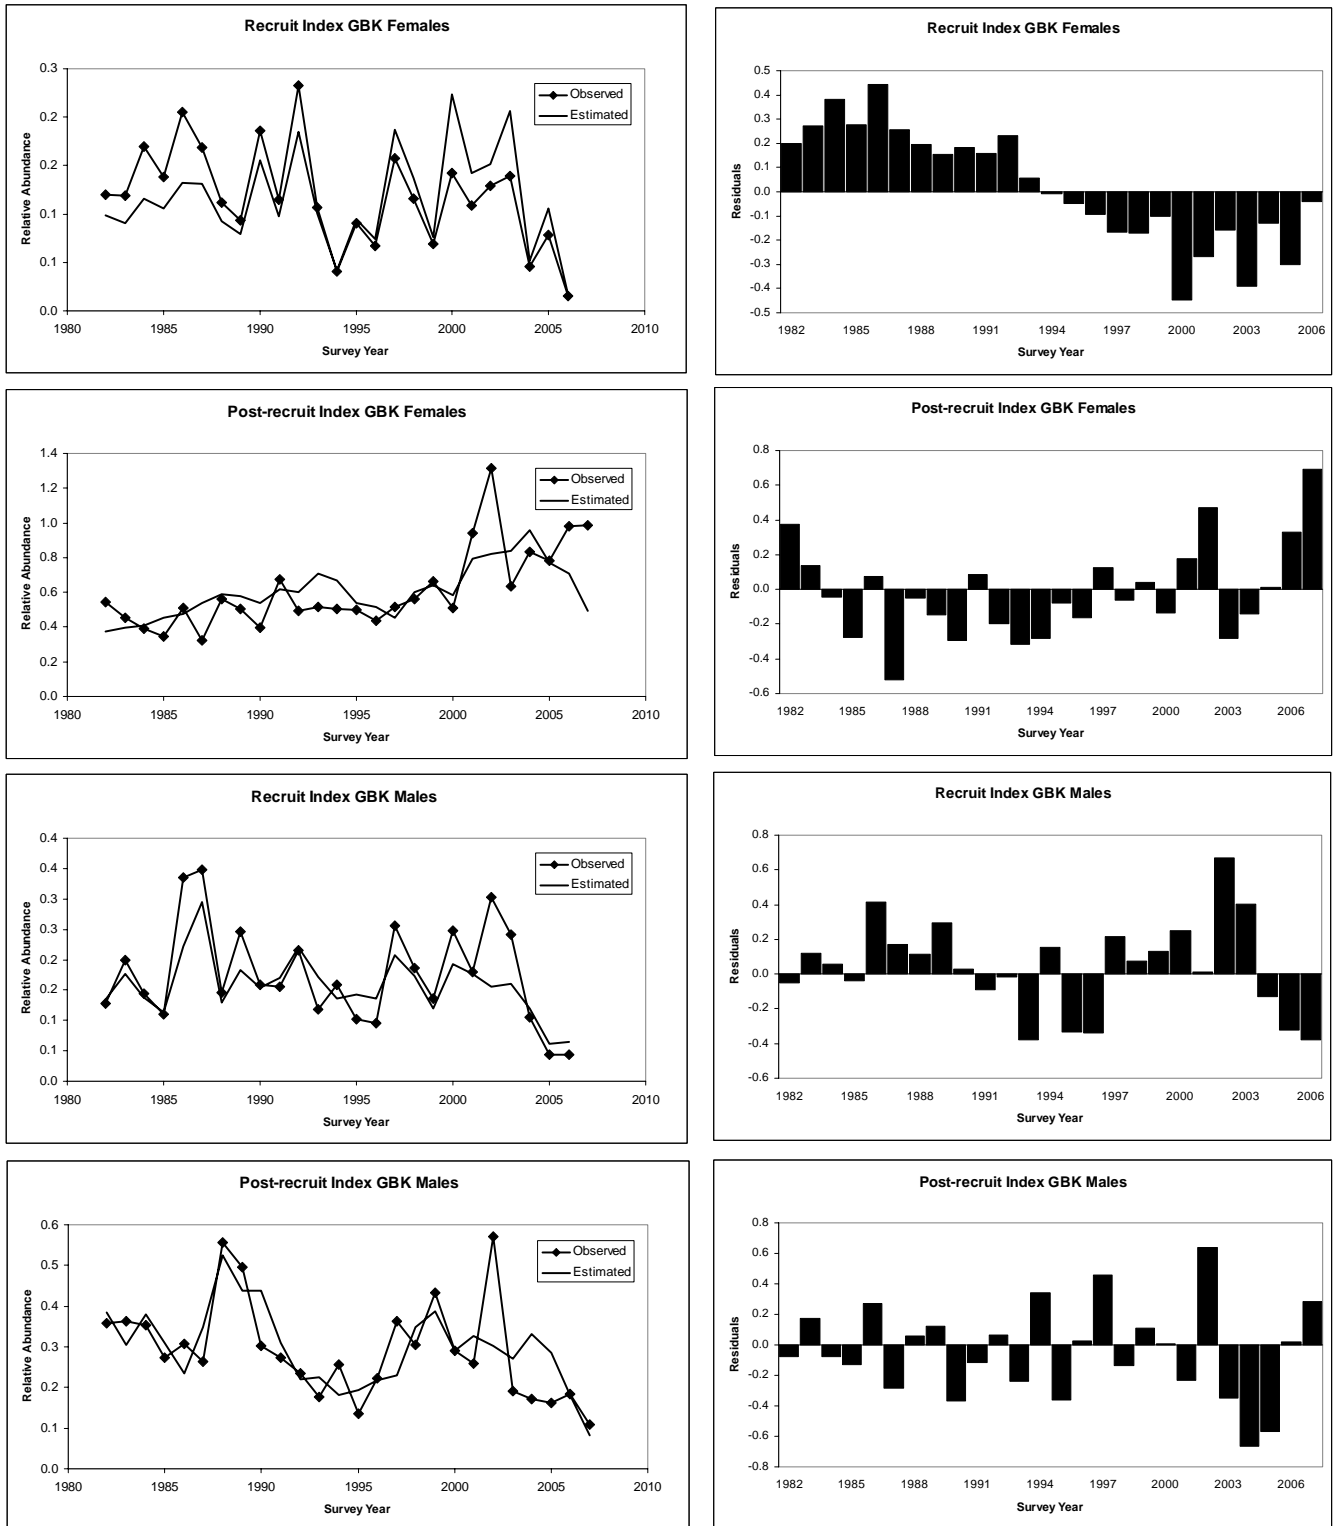 Recruit Index GBK Females
0.3
0.2
0.2
0.1
0.1
0.0
Relative Abundance
Observed
Estimated
1980 1985 1990 1995 2000 2005 2010
Survey Year
Recruit Index GBK Females
0.5
0.4
0.3
0.2
0.1
0.0
-0.1
-0.2
-0.3
-0.4
-0.5
Residuals
1982 1985 1988 1991 1994 1997 2000 2003 2006
Survey Year
Post-recruit Index GBK Females
1.4
1.2
1.0
0.8
0.6
0.4
0.2
0.0
Relative Abundance
Observed
Estimated
1980 1985 1990 1995 2000 2005 2010
Survey Year
Post-recruit Index GBK Females
0.8
0.6
0.4
0.2
0.0
-0.2
-0.4
-0.6
Residuals
1982 1985 1988 1991 1994 1997 2000 2003 2006
Survey Year
Recruit Index GBK Males
0.4
0.4
0.3
0.3
0.2
0.2
0.1
0.1
0.0
Relative Abundance
Observed
Estimated
1980 1985 1990 1995 2000 2005 2010
Survey Year
Recruit Index GBK Males
0.8
0.6
0.4
0.2
0.0
-0.2
-0.4
-0.6
Residuals
1982 1985 1988 1991 1994 1997 2000 2003 2006
Survey Year
Post-recruit Index GBK Males
0.6
0.5
0.4
0.3
0.2
0.1
0.0
Relative Abundance
Observed
Estimated
1980 1985 1990 1995 2000 2005 2010
Survey Year
Post-recruit Index GBK Males
0.8
0.6
0.4
0.2
0.0
-0.2
-0.4
-0.6
-0.8
Residuals
1982 1985 1988 1991 1994 1997 2000 2003 2006
Survey Year